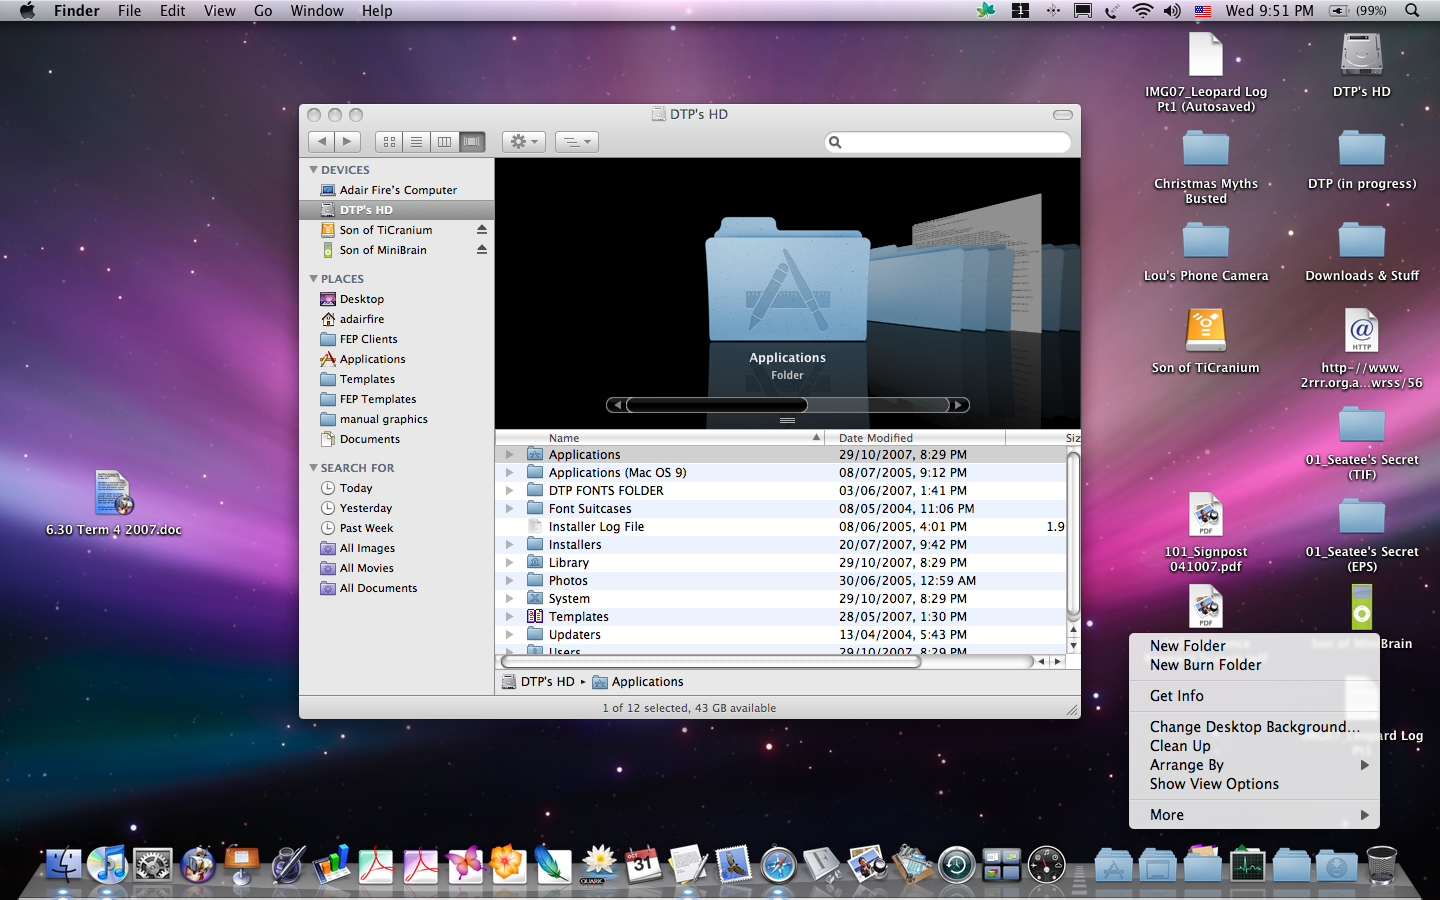 Finder File Edit View Go Window Help
Wed 9:51 PM (99%)
DTP's HD
DEVICES
Adair Fire's Computer
DTP's HD
Son of TiCranium
Son of MiniBrain
PLACES
Desktop
adairfire
FEP Clients
Applications
Templates
FEP Templates
manual graphics
Documents
SEARCH FOR
Today
Yesterday
Past Week
All Images
All Movies
All Documents
Applications
Folder
Name Date Modified Siz
Applications 29/10/2007, 8:29 PM
Applications (Mac OS 9) 08/07/2005, 9:12 PM
DTP FONTS FOLDER 03/06/2007, 1:41 PM
Font Suitcases 08/05/2004, 11:06 PM
Installer Log File 08/06/2005, 4:01 PM 1.9
Installers 20/07/2007, 9:42 PM
Library 29/10/2007, 8:29 PM
Photos 30/06/2005, 12:59 AM
System 29/10/2007, 8:29 PM
Templates 28/05/2007, 1:30 PM
Updaters 13/04/2004, 5:43 PM
Users 29/10/2007, 8:29 PM
DTP's HD Applications
1 of 12 selected, 43 GB available
6.30 Term 4 2007.doc
IMG07_Leopard Log
Pt1 (Autosaved)
DTP's HD
Christmas Myths
Busted
DTP (in progress)
Lou's Phone Camera
Downloads & Stuff
Son of TiCranium
HTTP
http-//www.
2rrr.org.a...wrss/56
01_Seatee's Secret
(TIF)
PDF
101_Signpost
041007.pdf
01_Seatee's Secret
(EPS)
PDF
New Folder
New Burn Folder
Get Info
Change Desktop Background...
Clean Up
Arrange By
Show View Options
More
OCT
31
QUARK